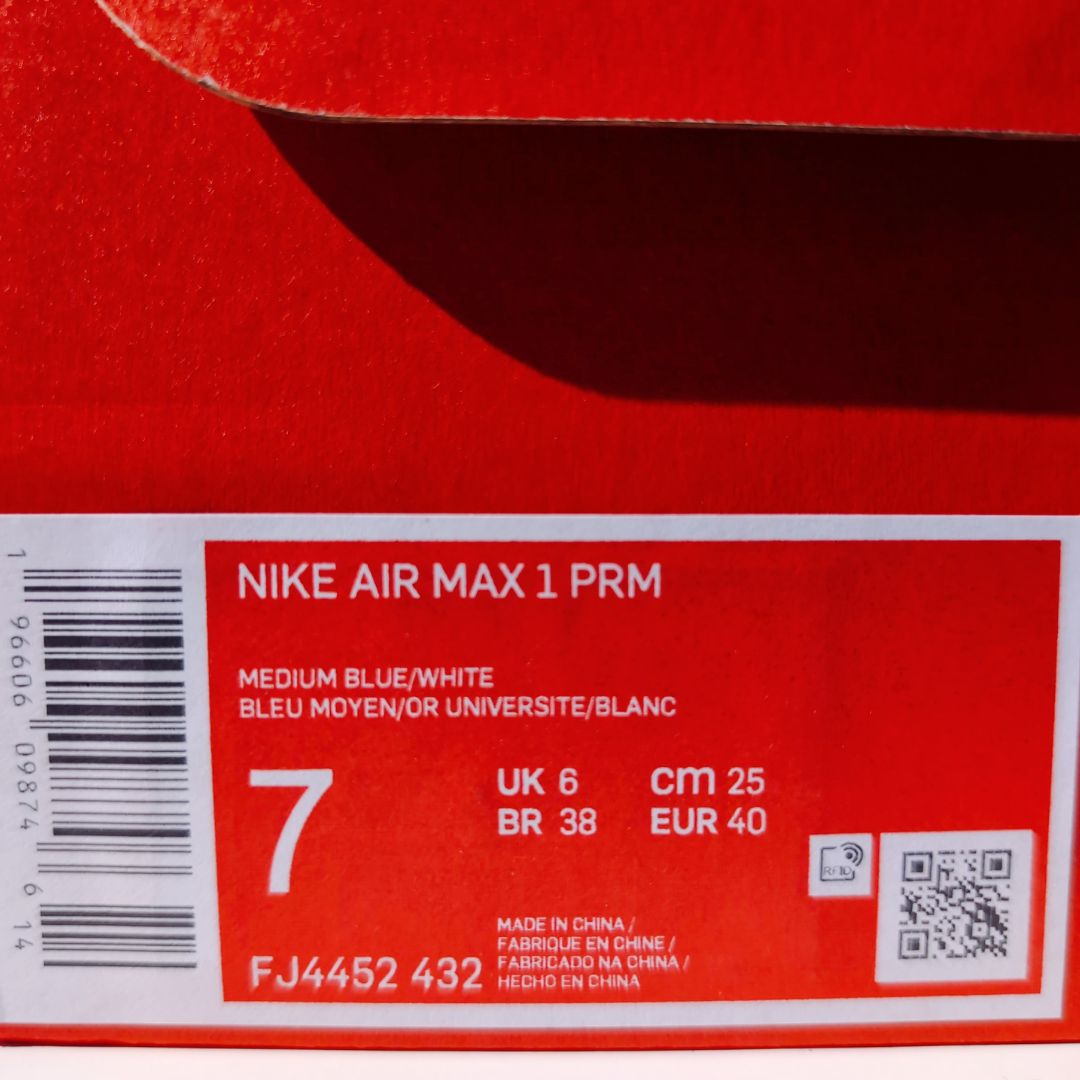 NIKE AIR MAX 1 PRM
MEDIUM BLUE/WHITE
BLEU MOYEN/OR UNIVERSITE/BLANC
7
UK 6
cm 25
BR 38
EUR 40
RFID
MADE IN CHINA /
FABRIQUE EN CHINE /
FABRICADO NA CHINA /
HECHO EN CHINA
FJ4452 432
1 96606 09874 6 14